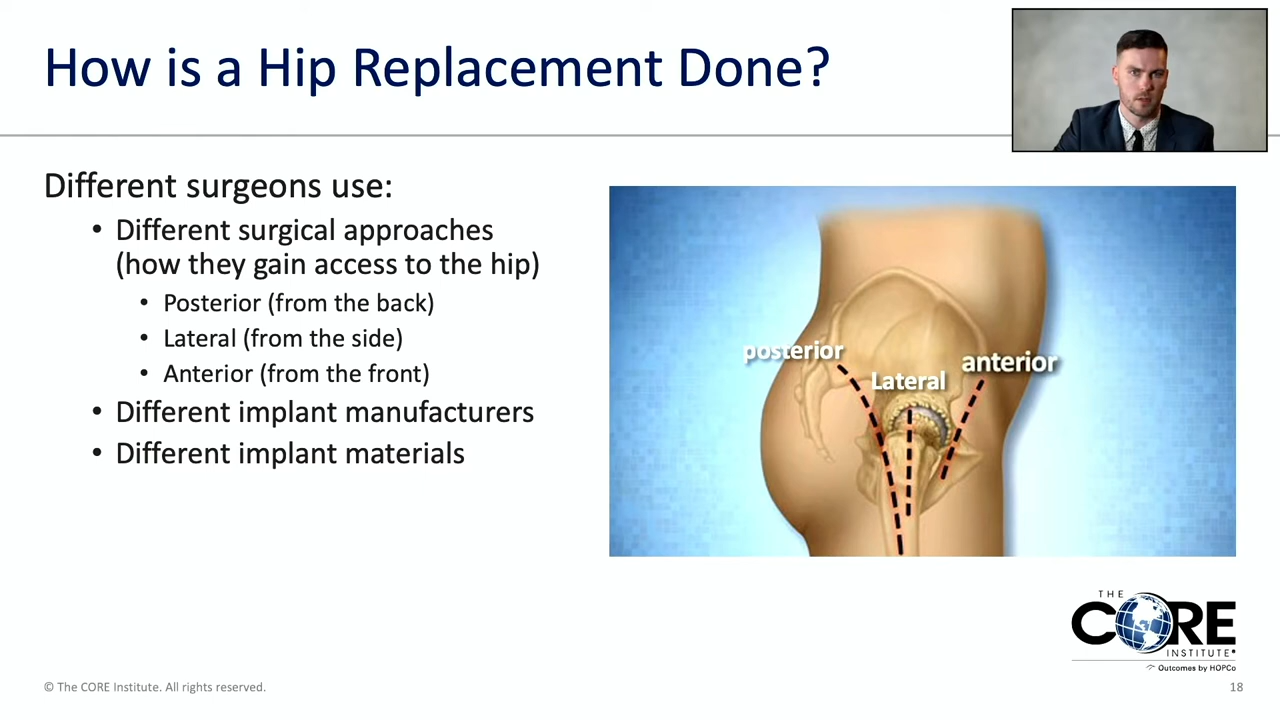 How is a Hip Replacement Done?
Different surgeons use:
• Different surgical approaches
(how they gain access to the hip)
• Posterior (from the back)
• Lateral (from the side)
• Anterior (from the front)
• Different implant manufacturers
• Different implant materials
posterior
Lateral
anterior
THE
CORE
INSTITUTE®
Outcomes by HOPCo
© The CORE Institute. All rights reserved.
18